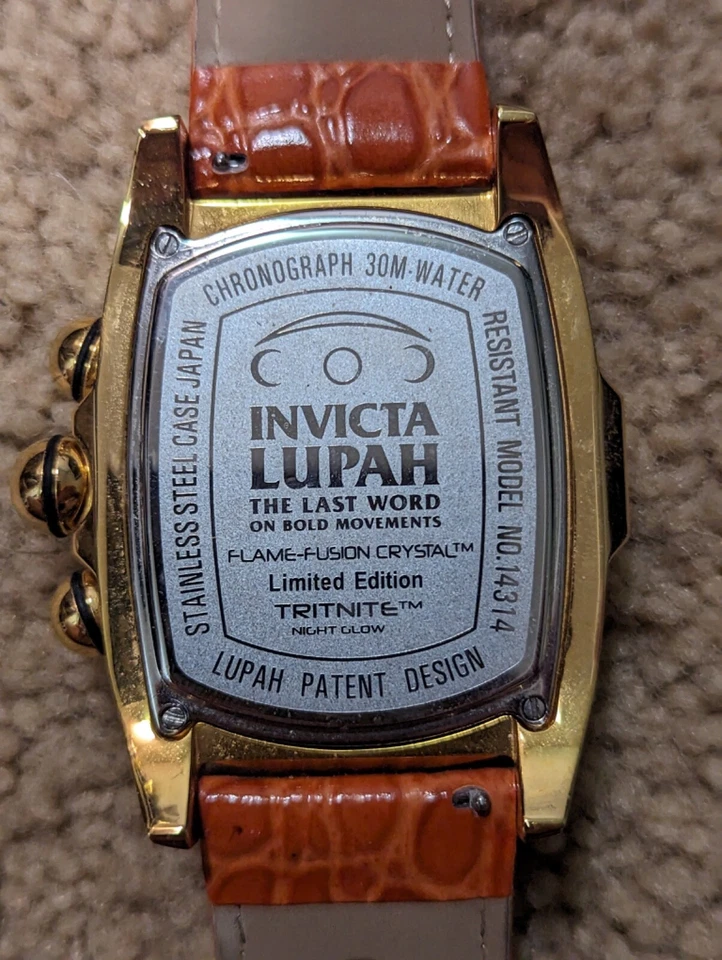 CHRONOGRAPH 30M·WATER
RESISTANT MODEL NO.14314
LUPAH PATENT DESIGN
STAINLESS STEEL CASE JAPAN
INVICTA
LUPAH
THE LAST WORD
ON BOLD MOVEMENTS
FLAME-FUSION CRYSTAL™
Limited Edition
TRITNITE™
NIGHT GLOW